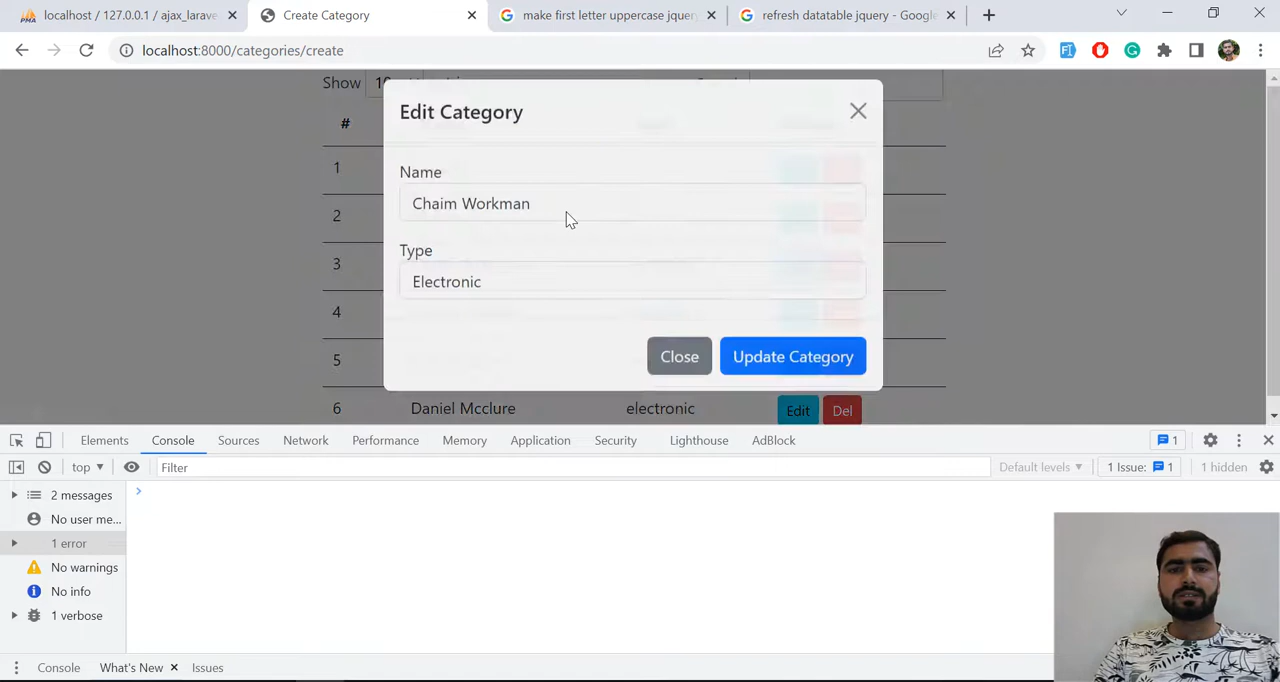 localhost / 127.0.0.1 / ajax_larave
Create Category
make first letter uppercase jquer
refresh datatable jquery - Google
localhost:8000/categories/create
Show
#
1
2
3
4
5
6 Daniel Mcclure electronic Edit Del
Edit Category
Name
Chaim Workman
Type
Electronic
Close Update Category
Elements Console Sources Network Performance Memory Application Security Lighthouse AdBlock 1
top Filter Default levels 1 Issue: 1 1 hidden
2 messages
No user me...
1 error
No warnings
No info
1 verbose
Console What's New Issues